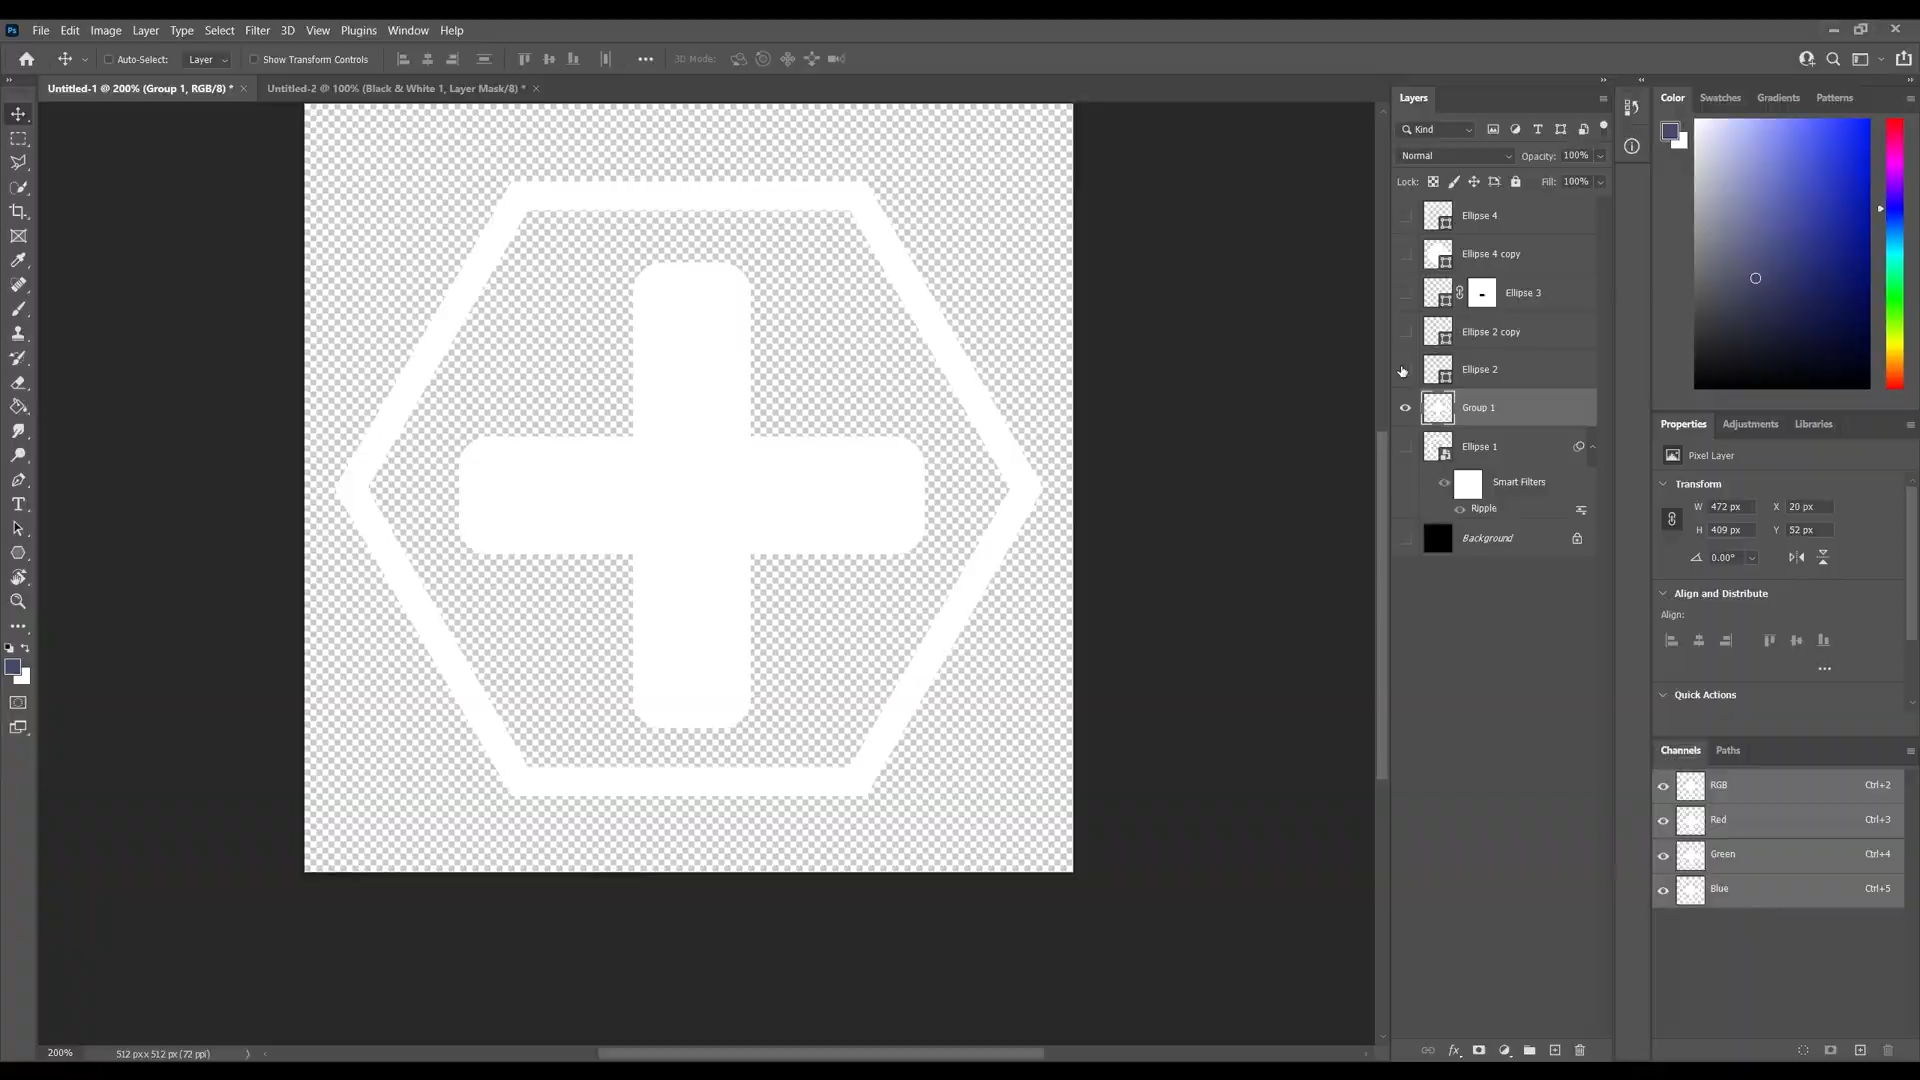 Ps File Edit Image Layer Type Select Filter 3D View Plugins Window Help
Auto-Select: Layer Show Transform Controls 3D Mode:
Untitled-1 @ 200% (Group 1, RGB/8) * Untitled-2 @ 100% (Black & White 1, Layer Mask/8) *
Layers
Kind
Normal Opacity: 100%
Lock: Fill: 100%
Ellipse 4
Ellipse 4 copy
Ellipse 3
Ellipse 2 copy
Ellipse 2
Group 1
Ellipse 1
Smart Filters
Ripple
Background
fx
Color Swatches Gradients Patterns
Properties Adjustments Libraries
Pixel Layer
Transform
W 472 px X 20 px
H 409 px Y 52 px
0.00°
Align and Distribute
Align:
Quick Actions
Channels Paths
RGB Ctrl+2
Red Ctrl+3
Green Ctrl+4
Blue Ctrl+5
200% 512 px x 512 px (72 ppi)